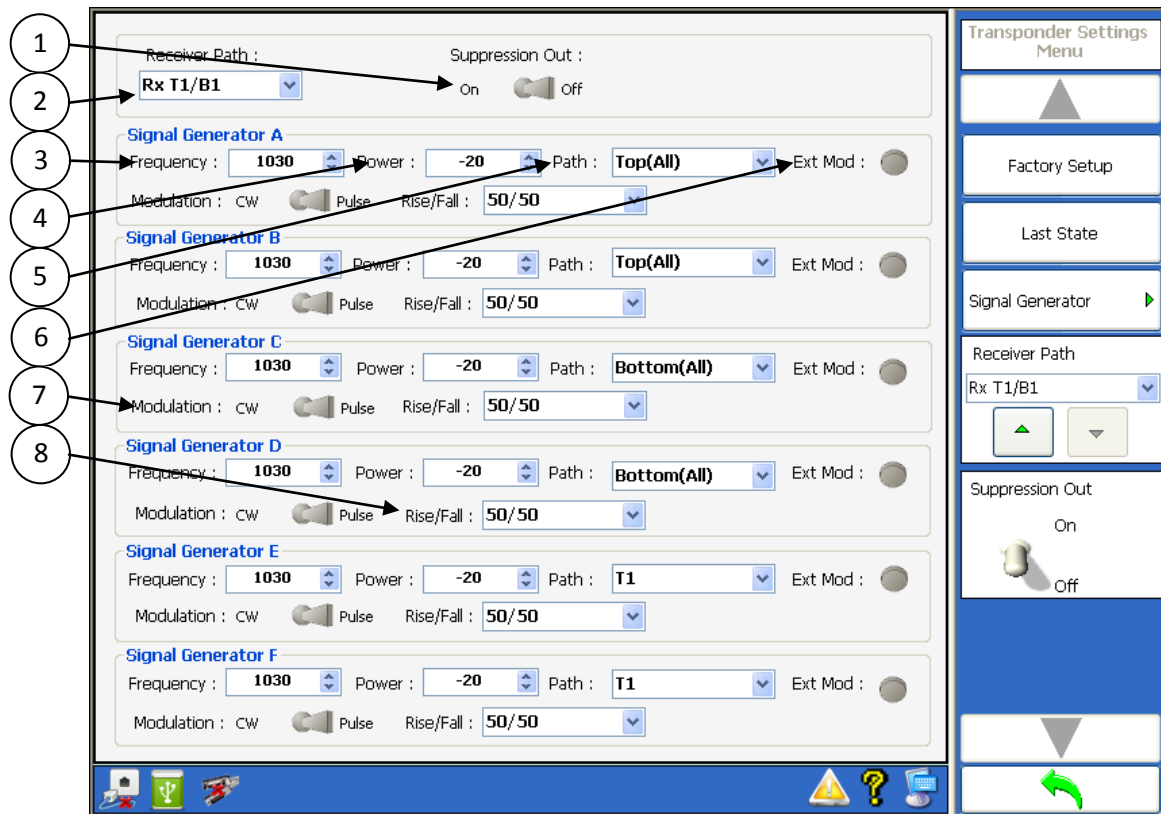 1
2
3
4
5
6
7
8
Receiver Path :
Suppression Out :
Rx T1/B1
On Off
Signal Generator A
Frequency : 1030 Power : -20 Path : Top(All) Ext Mod :
Modulation : CW Pulse Rise/Fall : 50/50
Signal Generator B
Frequency : 1030 Power : -20 Path : Top(All) Ext Mod :
Modulation : CW Pulse Rise/Fall : 50/50
Signal Generator C
Frequency : 1030 Power : -20 Path : Bottom(All) Ext Mod :
Modulation : CW Pulse Rise/Fall : 50/50
Signal Generator D
Frequency : 1030 Power : -20 Path : Bottom(All) Ext Mod :
Modulation : CW Pulse Rise/Fall : 50/50
Signal Generator E
Frequency : 1030 Power : -20 Path : T1 Ext Mod :
Modulation : CW Pulse Rise/Fall : 50/50
Signal Generator F
Frequency : 1030 Power : -20 Path : T1 Ext Mod :
Modulation : CW Pulse Rise/Fall : 50/50
Transponder Settings
Menu
Factory Setup
Last State
Signal Generator
Receiver Path
Rx T1/B1
Suppression Out
On
Off